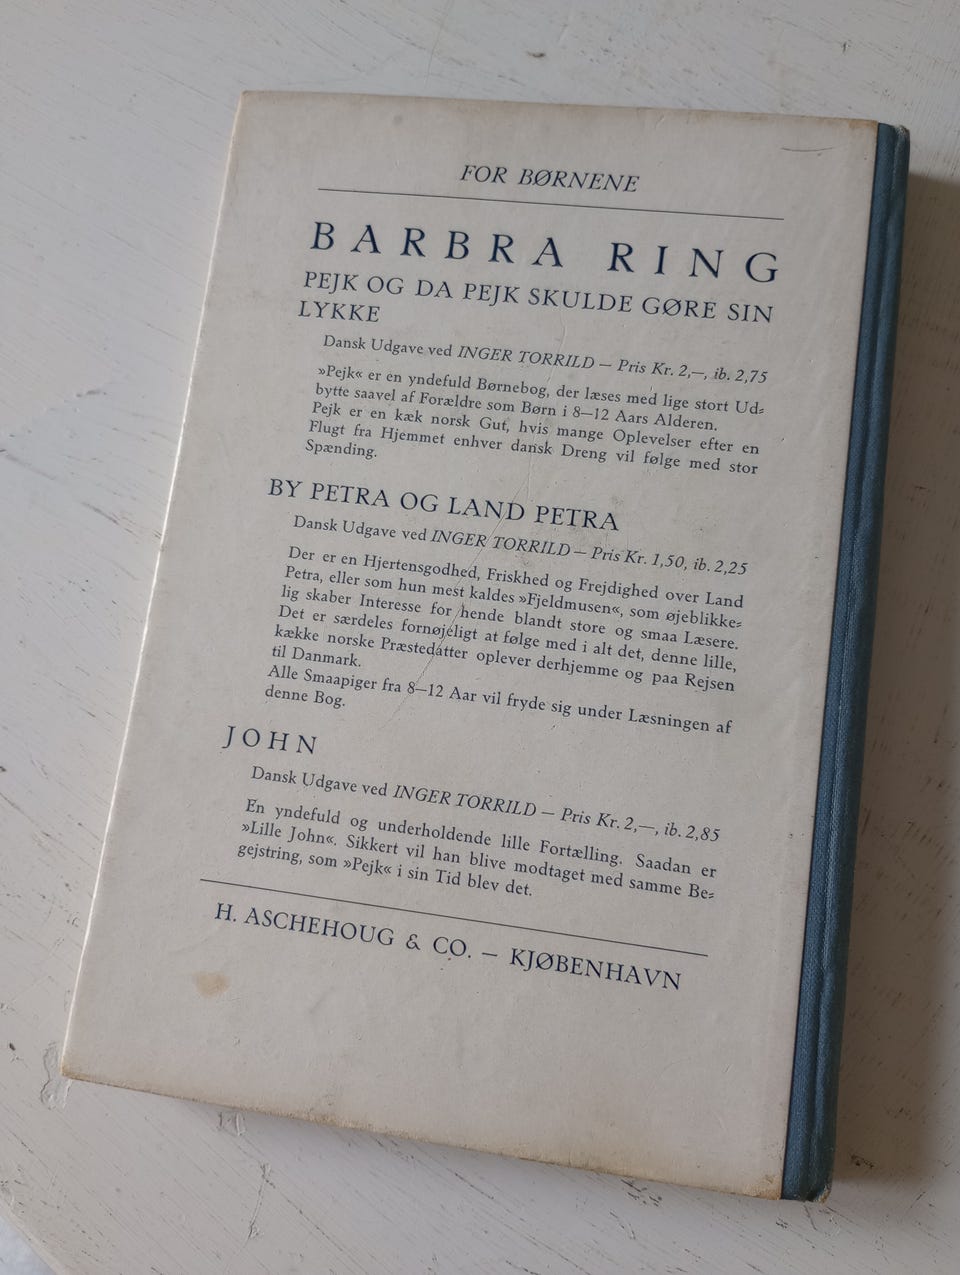 FOR BØRNENE
BARBRA RING
PEJK OG DA PEJK SKULDE GØRE SIN
LYKKE
Dansk Udgave ved INGER TORRILD — Pris Kr. 2,—, ib. 2,75
»Pejk« er en yndefuld Børnebog, der læses med lige stort Ud⹀
bytte saavel af Forældre som Børn i 8—12 Aars Alderen.
Pejk er en kæk norsk Gut, hvis mange Oplevelser efter en
Flugt fra Hjemmet enhver dansk Dreng vil følge med stor
Spænding.
BY PETRA OG LAND PETRA
Dansk Udgave ved INGER TORRILD — Pris Kr. 1,50, ib. 2,25
Der er en Hjertensgodhed, Friskhed og Frejdighed over Land
Petra, eller som hun mest kaldes »Fjeldmusen«, som øjeblikke⹀
lig skaber Interesse for hende blandt store og smaa Læsere.
Det er særdeles fornøjeligt at følge med i alt det, denne lille,
kække norske Præstedatter oplever derhjemme og paa Rejsen
til Danmark.
Alle Smaapiger fra 8—12 Aar vil fryde sig under Læsningen af
denne Bog.
JOHN
Dansk Udgave ved INGER TORRILD — Pris Kr. 2,—, ib. 2,85
En yndefuld og underholdende lille Fortælling. Saadan er
»Lille John«. Sikkert vil han blive modtaget med samme Be⹀
gejstring, som »Pejk« i sin Tid blev det.
H. ASCHEHOUG & CO. — KJØBENHAVN